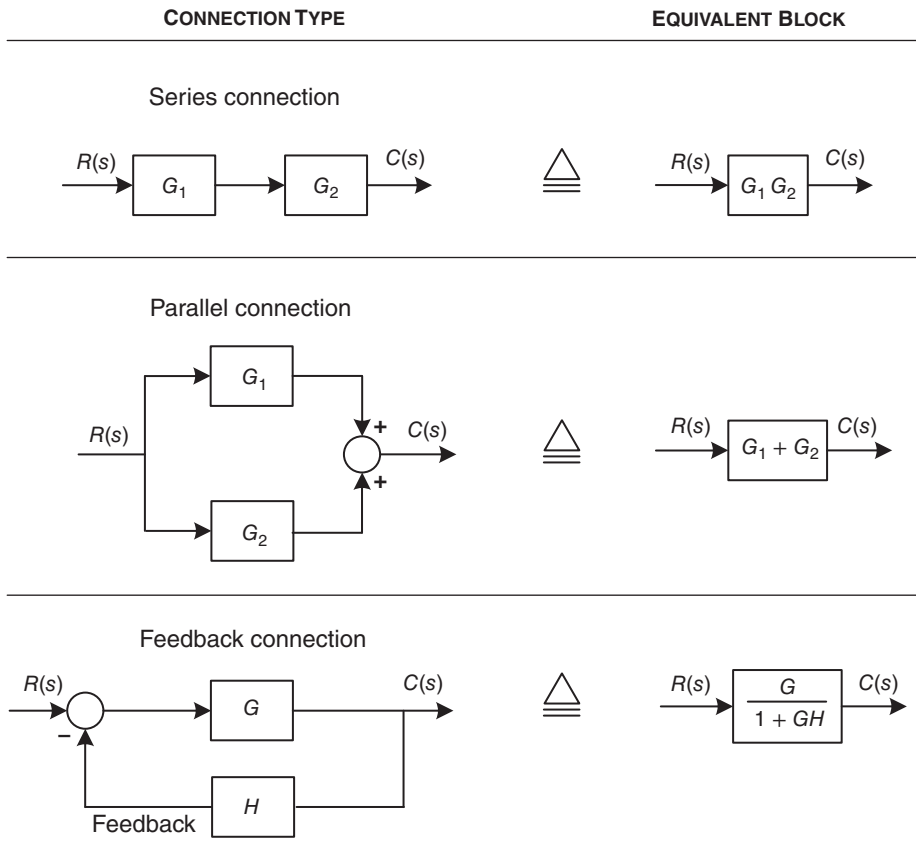 CONNECTION TYPE EQUIVALENT BLOCK
Series connection
R(s) G₁ G₂ C(s) R(s) G₁ G₂ C(s)
Parallel connection
G₁
R(s) + C(s) R(s) G₁ + G₂ C(s)
+
G₂
Feedback connection
R(s) G C(s) R(s) G / 1 + GH C(s)
−
H
Feedback